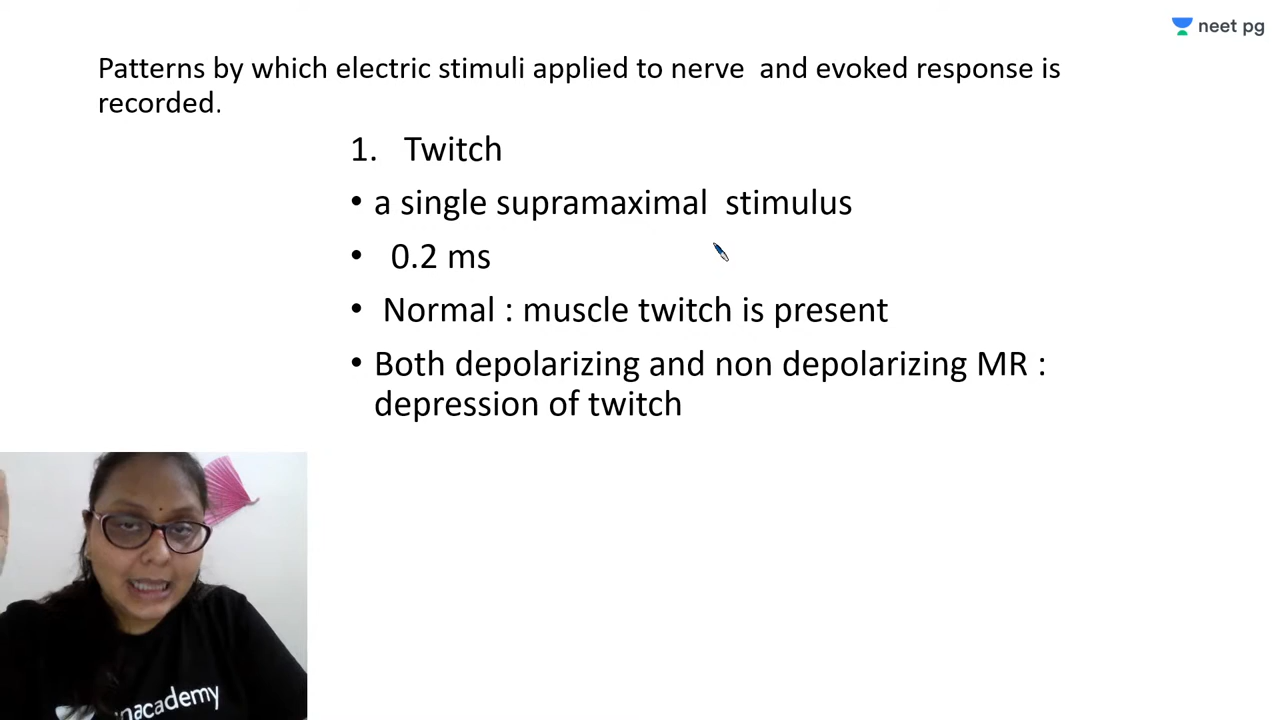 neet pg
Patterns by which electric stimuli applied to nerve and evoked response is
recorded.
1. Twitch
• a single supramaximal stimulus
• 0.2 ms
• Normal : muscle twitch is present
• Both depolarizing and non depolarizing MR :
depression of twitch
nacademy